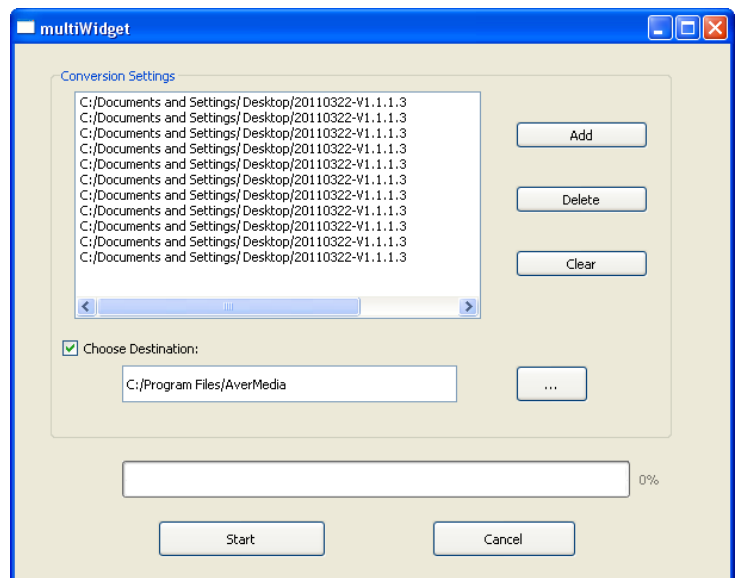 multiWidget
Conversion Settings
C:/Documents and Settings/ Desktop/20110322-V1.1.1.3
C:/Documents and Settings/ Desktop/20110322-V1.1.1.3
C:/Documents and Settings/ Desktop/20110322-V1.1.1.3
C:/Documents and Settings/ Desktop/20110322-V1.1.1.3
C:/Documents and Settings/ Desktop/20110322-V1.1.1.3
C:/Documents and Settings/ Desktop/20110322-V1.1.1.3
C:/Documents and Settings/ Desktop/20110322-V1.1.1.3
C:/Documents and Settings/ Desktop/20110322-V1.1.1.3
C:/Documents and Settings/ Desktop/20110322-V1.1.1.3
C:/Documents and Settings/ Desktop/20110322-V1.1.1.3
C:/Documents and Settings/ Desktop/20110322-V1.1.1.3
Add
Delete
Clear
Choose Destination:
C:/Program Files/AverMedia
...
0%
Start
Cancel